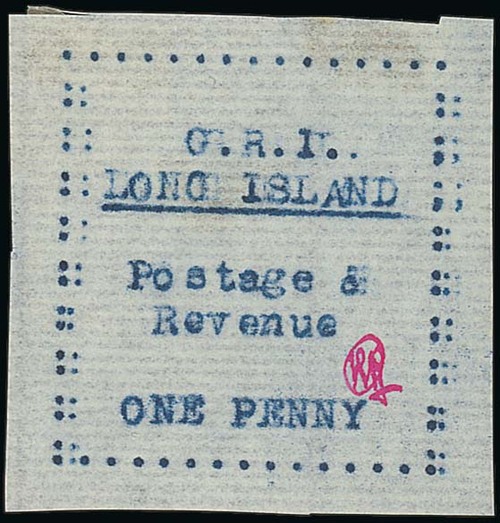 G.R.I.
LONG ISLAND
Postage &
Revenue
ONE PENNY